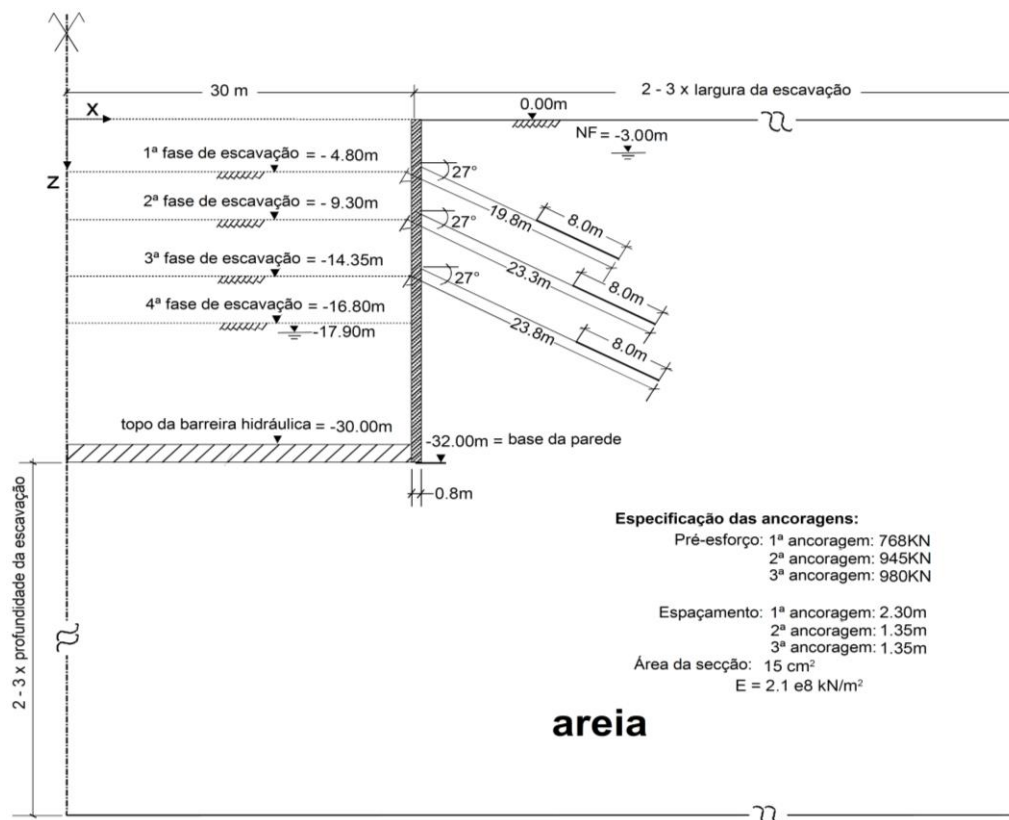 30 m
2 - 3 x largura da escavação
X
0.00m
NF = -3.00m
1ª fase de escavação = - 4.80m
27°
Z
19.8m
8.0m
2ª fase de escavação = - 9.30m
27°
23.3m
8.0m
3ª fase de escavação = -14.35m
27°
23.8m
8.0m
4ª fase de escavação = -16.80m
-17.90m
topo da barreira hidráulica = -30.00m
-32.00m = base da parede
0.8m
2 - 3 x profundidade da escavação
Especificação das ancoragens:
Pré-esforço: 1ª ancoragem: 768KN
2ª ancoragem: 945KN
3ª ancoragem: 980KN
Espaçamento: 1ª ancoragem: 2.30m
2ª ancoragem: 1.35m
3ª ancoragem: 1.35m
Área da secção: 15 cm²
E = 2.1 e8 kN/m²
areia